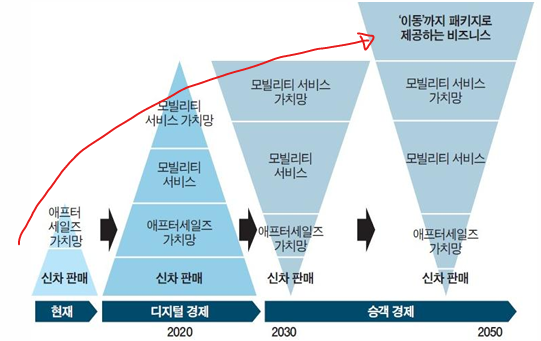 '이동'까지 패키지로
제공하는 비즈니스
모빌리티 서비스
가치망
모빌리티
서비스 가치망
모빌리티 서비스
가치망
모빌리티
서비스
모빌리티
서비스
모빌리티 서비스
애프터
세일즈
가치망
애프터세일즈
가치망
애프터세일즈
가치망
애프터세일즈
가치망
신차 판매
신차 판매
신차 판매
신차 판매
현재
디지털 경제
승객 경제
2020
2030
2050